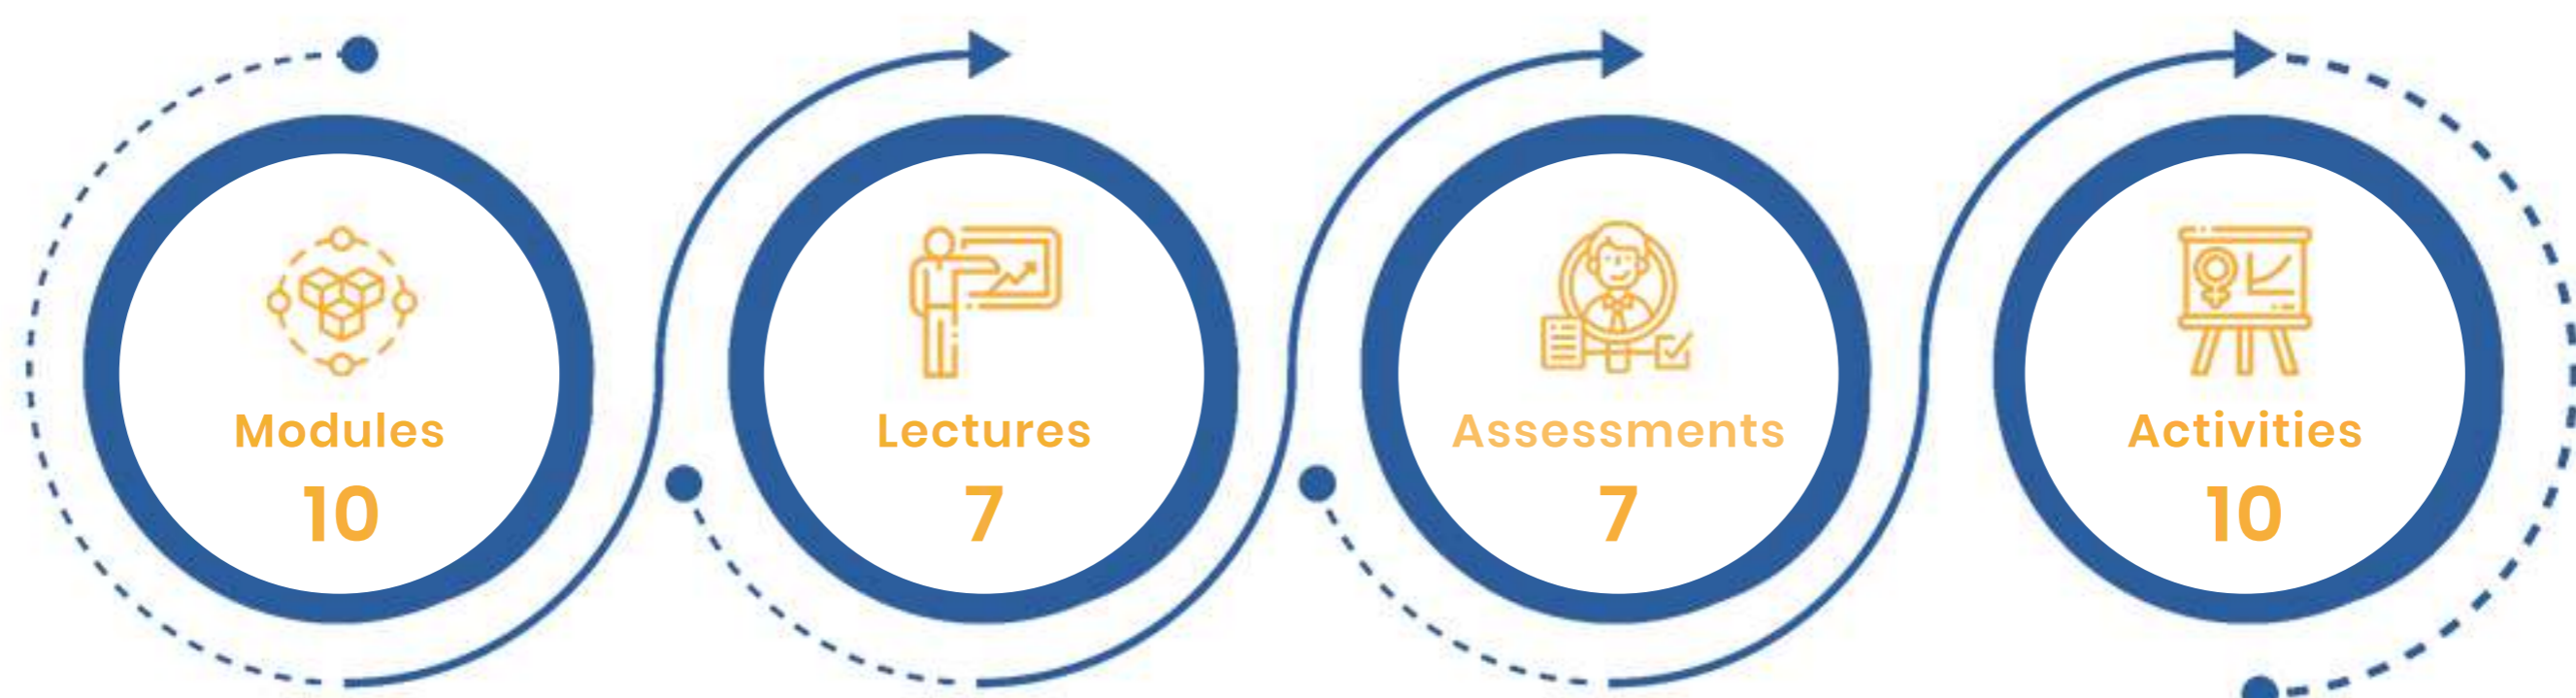 Modules
10
Lectures
7
Assessments
7
Activities
10